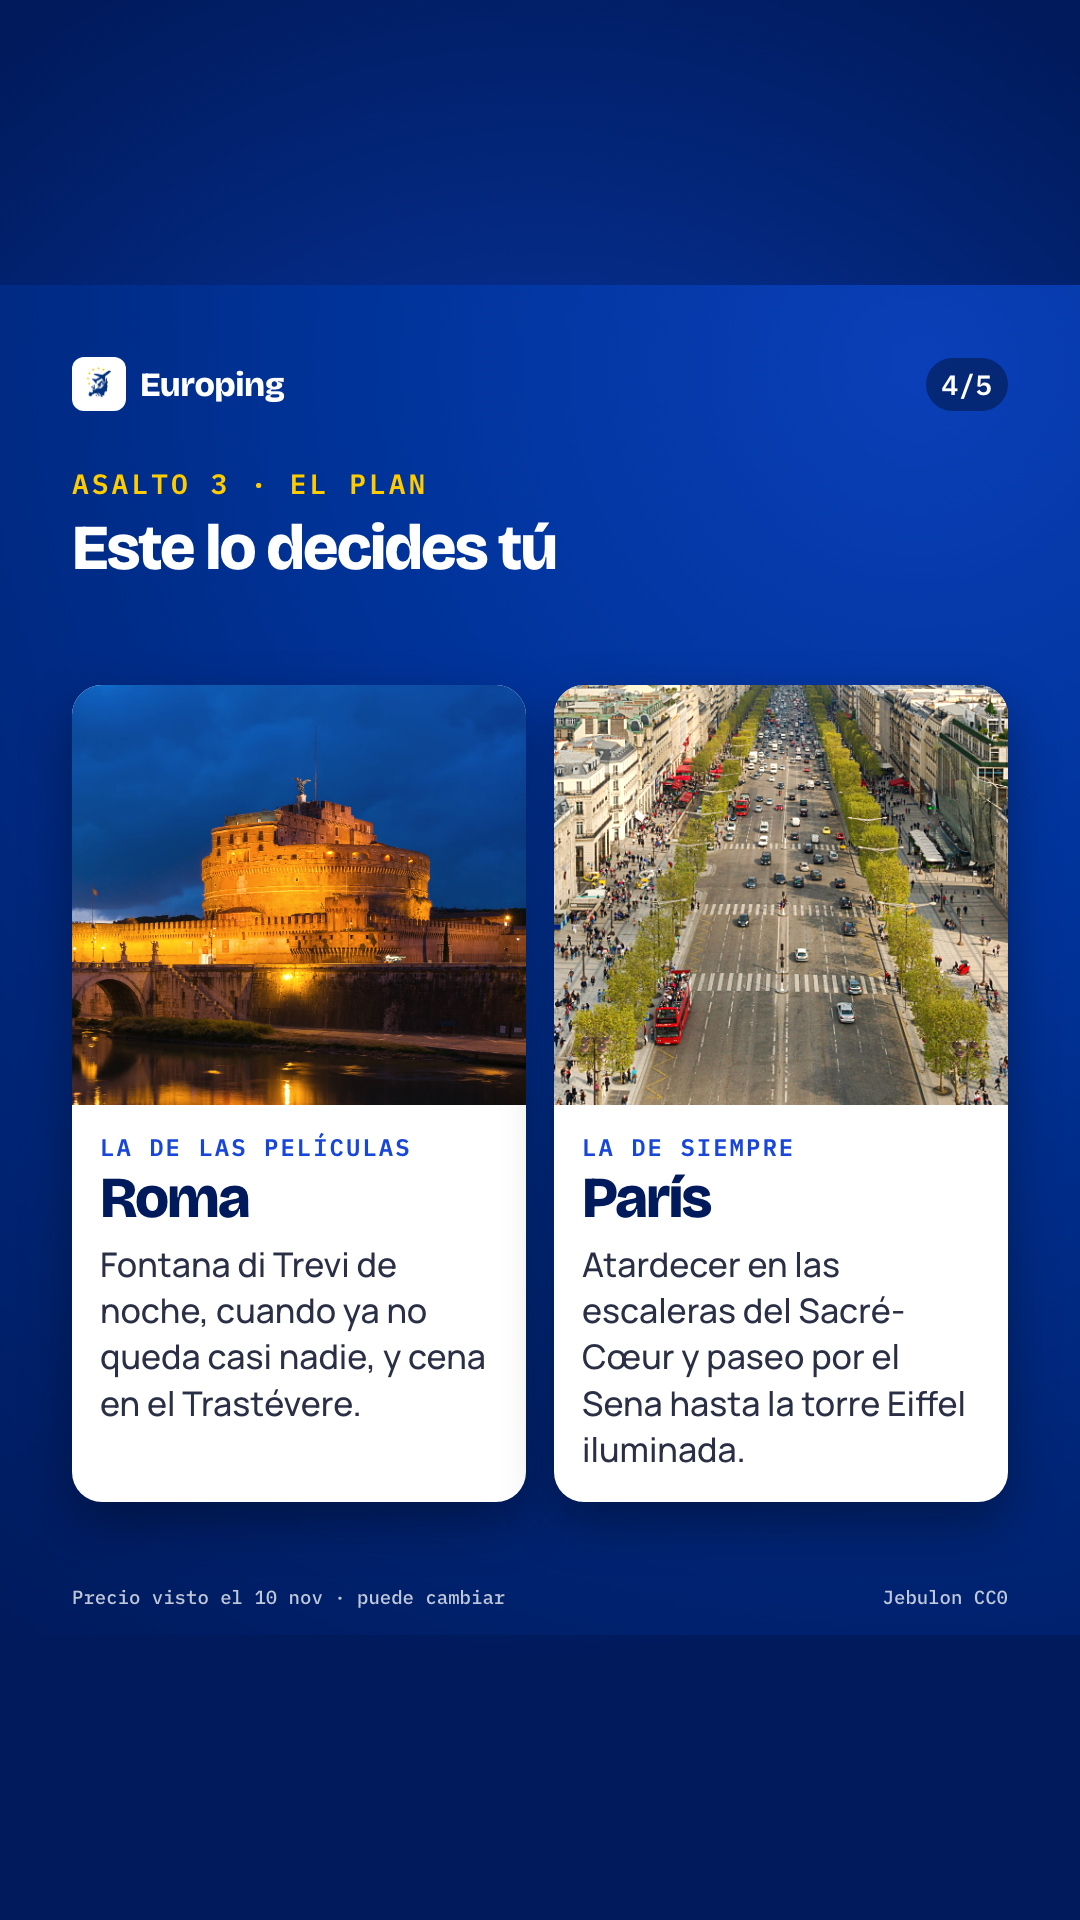 Europing
4/5
ASALTO 3 · EL PLAN
Este lo decides tú
LA DE LAS PELÍCULAS
Roma
Fontana di Trevi de
noche, cuando ya no
queda casi nadie, y cena
en el Trastévere.
LA DE SIEMPRE
París
Atardecer en las
escaleras del Sacré-
Cœur y paseo por el
Sena hasta la torre Eiffel
iluminada.
Precio visto el 10 nov · puede cambiar
Jebulon CC0